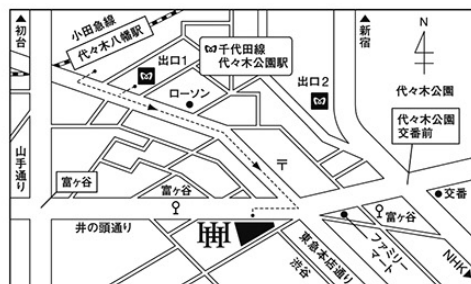 ▲初台
小田急線
代々木八幡駅
出口1
千代田線
代々木公園駅
▲新宿
N
代々木公園
ローソン
出口2
代々木公園
交番前
山手通り
富ヶ谷
〒
富ヶ谷
井の頭通り
HH
東急本店通り
渋谷
ファミリー
マート
富ヶ谷
交番
NHK▲